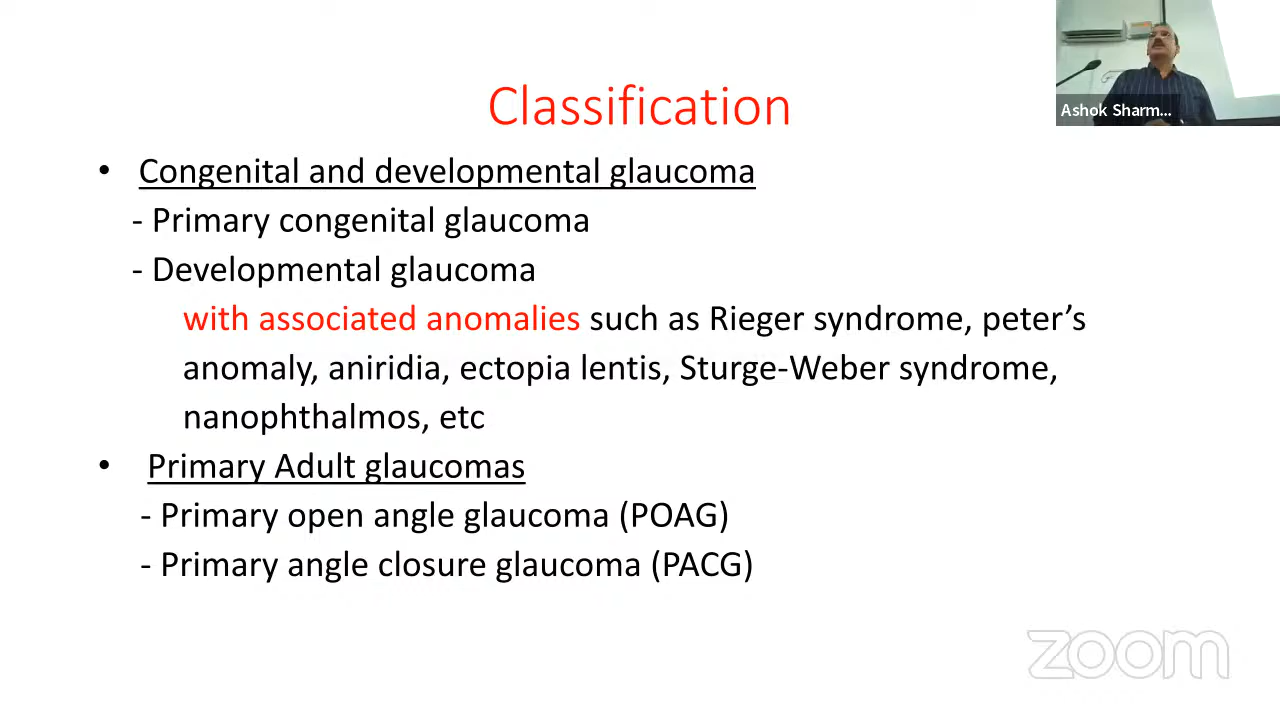 Ashok Sharm...
Classification
• Congenital and developmental glaucoma
- Primary congenital glaucoma
- Developmental glaucoma
with associated anomalies such as Rieger syndrome, peter’s
anomaly, aniridia, ectopia lentis, Sturge-Weber syndrome,
nanophthalmos, etc
• Primary Adult glaucomas
- Primary open angle glaucoma (POAG)
- Primary angle closure glaucoma (PACG)
zoom